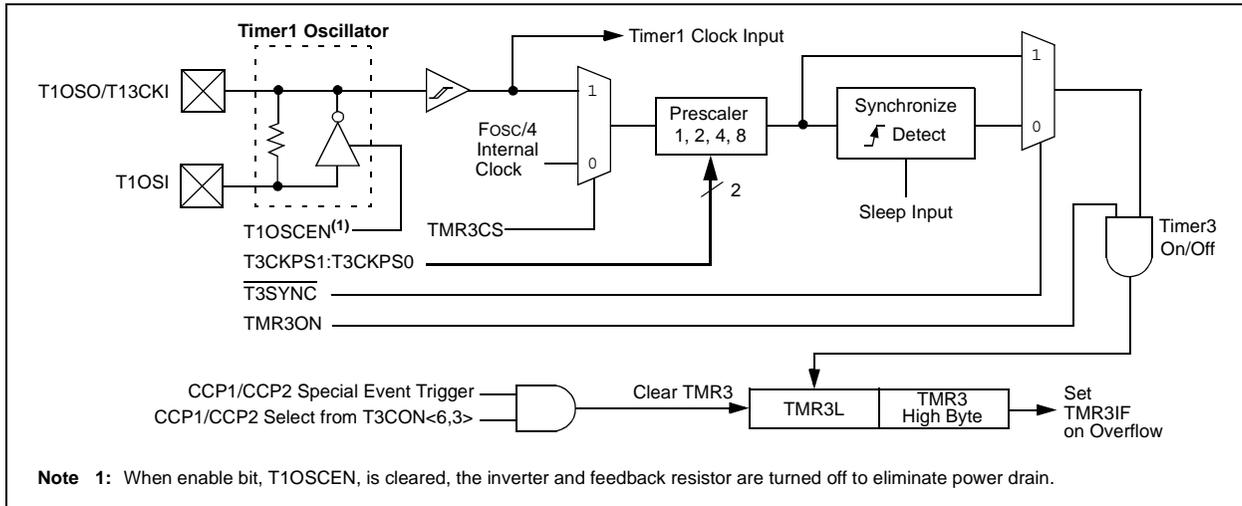 Timer1 Oscillator
Timer1 Clock Input
T1OSO/T13CKI
T1OSI
FOSC/4
Internal
Clock
1
0
Prescaler
1, 2, 4, 8
2
Synchronize
Detect
Sleep Input
1
0
T1OSCEN(1)
TMR3CS
T3CKPS1:T3CKPS0
T3SYNC
TMR3ON
Timer3
On/Off
CCP1/CCP2 Special Event Trigger
CCP1/CCP2 Select from T3CON<6,3>
Clear TMR3
TMR3L
TMR3
High Byte
Set
TMR3IF
on Overflow
Note 1: When enable bit, T1OSCEN, is cleared, the inverter and feedback resistor are turned off to eliminate power drain.